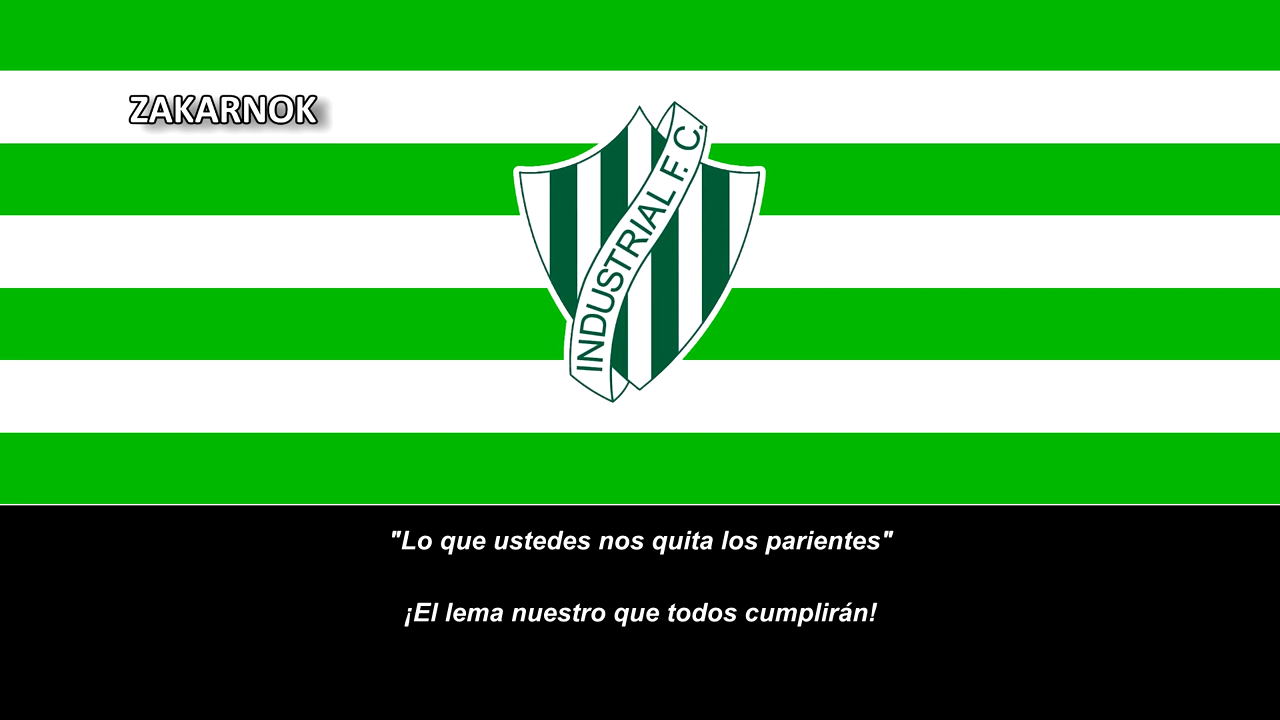 ZAKARNOK
INDUSTRIAL F. C.
"Lo que ustedes nos quita los parientes"
¡El lema nuestro que todos cumplirán!